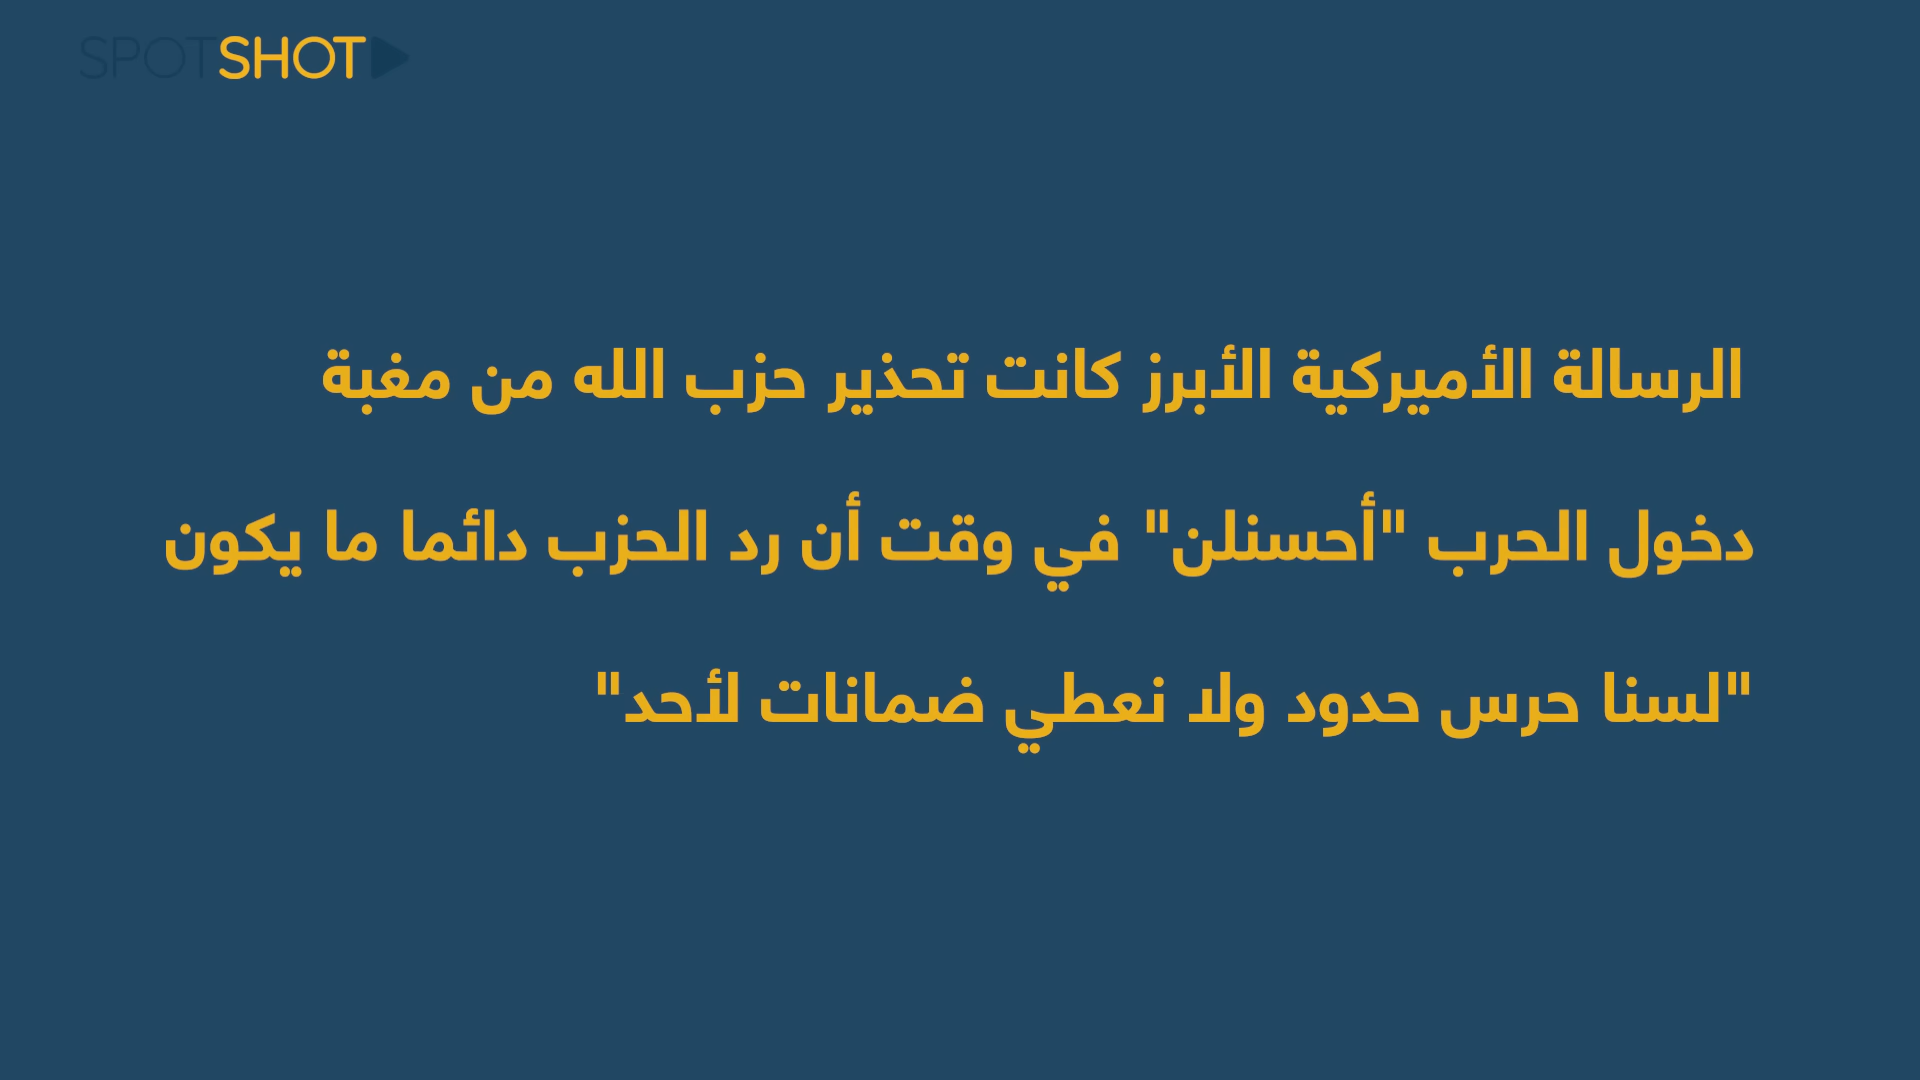 SPOTSHOT
الرسالة الأميركية الأبرز كانت تحذير حزب الله من مغبة
دخول الحرب "أحسنلن" في وقت أن رد الحزب دائما ما يكون
"لسنا حرس حدود ولا نعطي ضمانات لأحد"